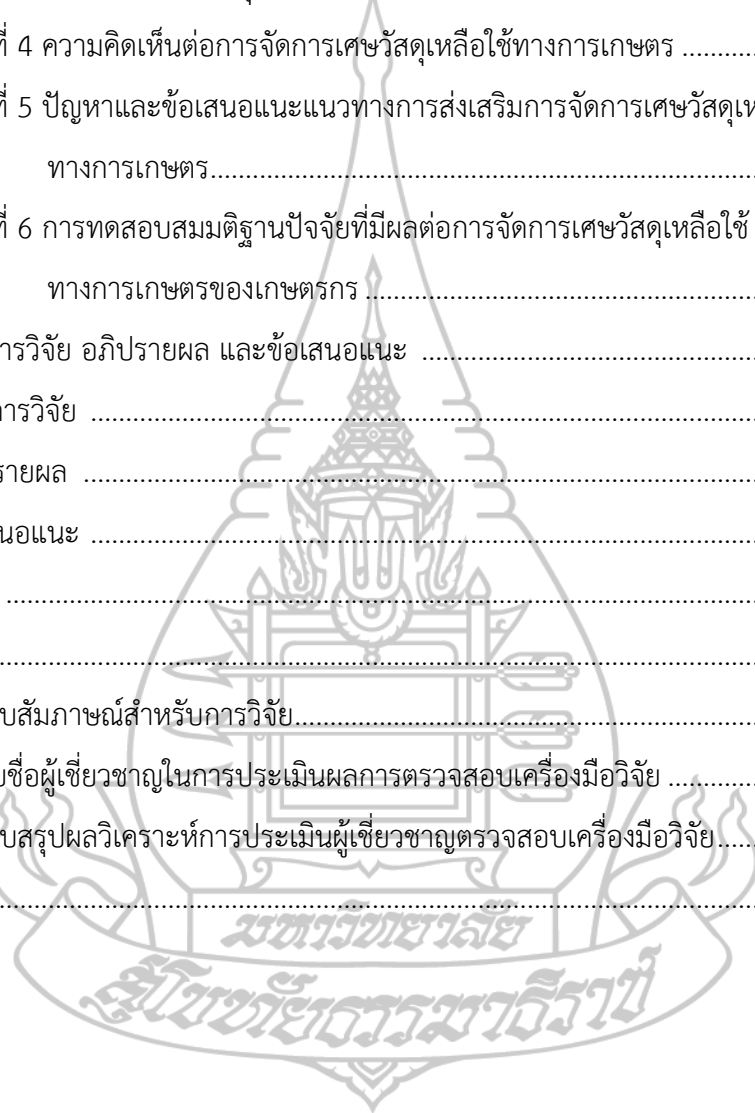 ที่ 4 ความคิดเห็นต่อการจัดการเศษวัสดุเหลือใช้ทางการเกษตร ..........
ที่ 5 ปัญหาและข้อเสนอแนะแนวทางการส่งเสริมการจัดการเศษวัสดุเห
ทางการเกษตร..........
ที่ 6 การทดสอบสมมติฐานปัจจัยที่มีผลต่อการจัดการเศษวัสดุเหลือใช้
ทางการเกษตรของเกษตรกร ..........
ารวิจัย อภิปรายผล และข้อเสนอแนะ ..........
การวิจัย ..........
รายผล ..........
นอแนะ ..........
..........
..........
บสัมภาษณ์สำหรับการวิจัย..........
ยชื่อผู้เชี่ยวชาญในการประเมินผลการตรวจสอบเครื่องมือวิจัย ..........
บสรุปผลวิเคราะห์การประเมินผู้เชี่ยวชาญตรวจสอบเครื่องมือวิจัย..........
..........
มหาวิทยาลัย
สุโขทัยธรรมาธิราช